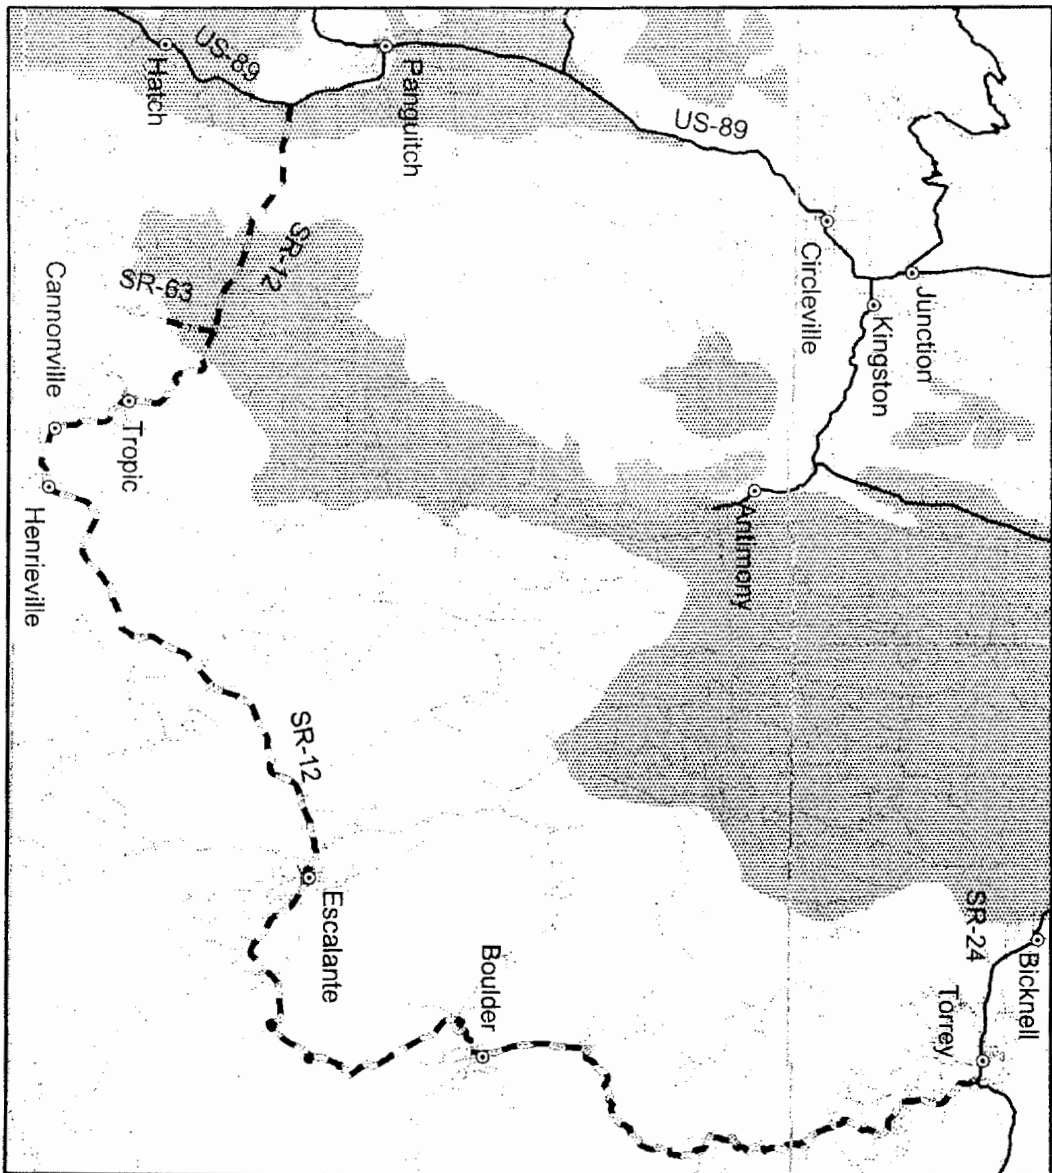 Bicknell
SR-24
Torrey
Junction
Kingston
Circleville
Antimony
US-89
Panguitch
US-89
Hatch
SR-12
SR-63
Cannonville
Tropic
Henrieville
SR-12
Escalante
Boulder